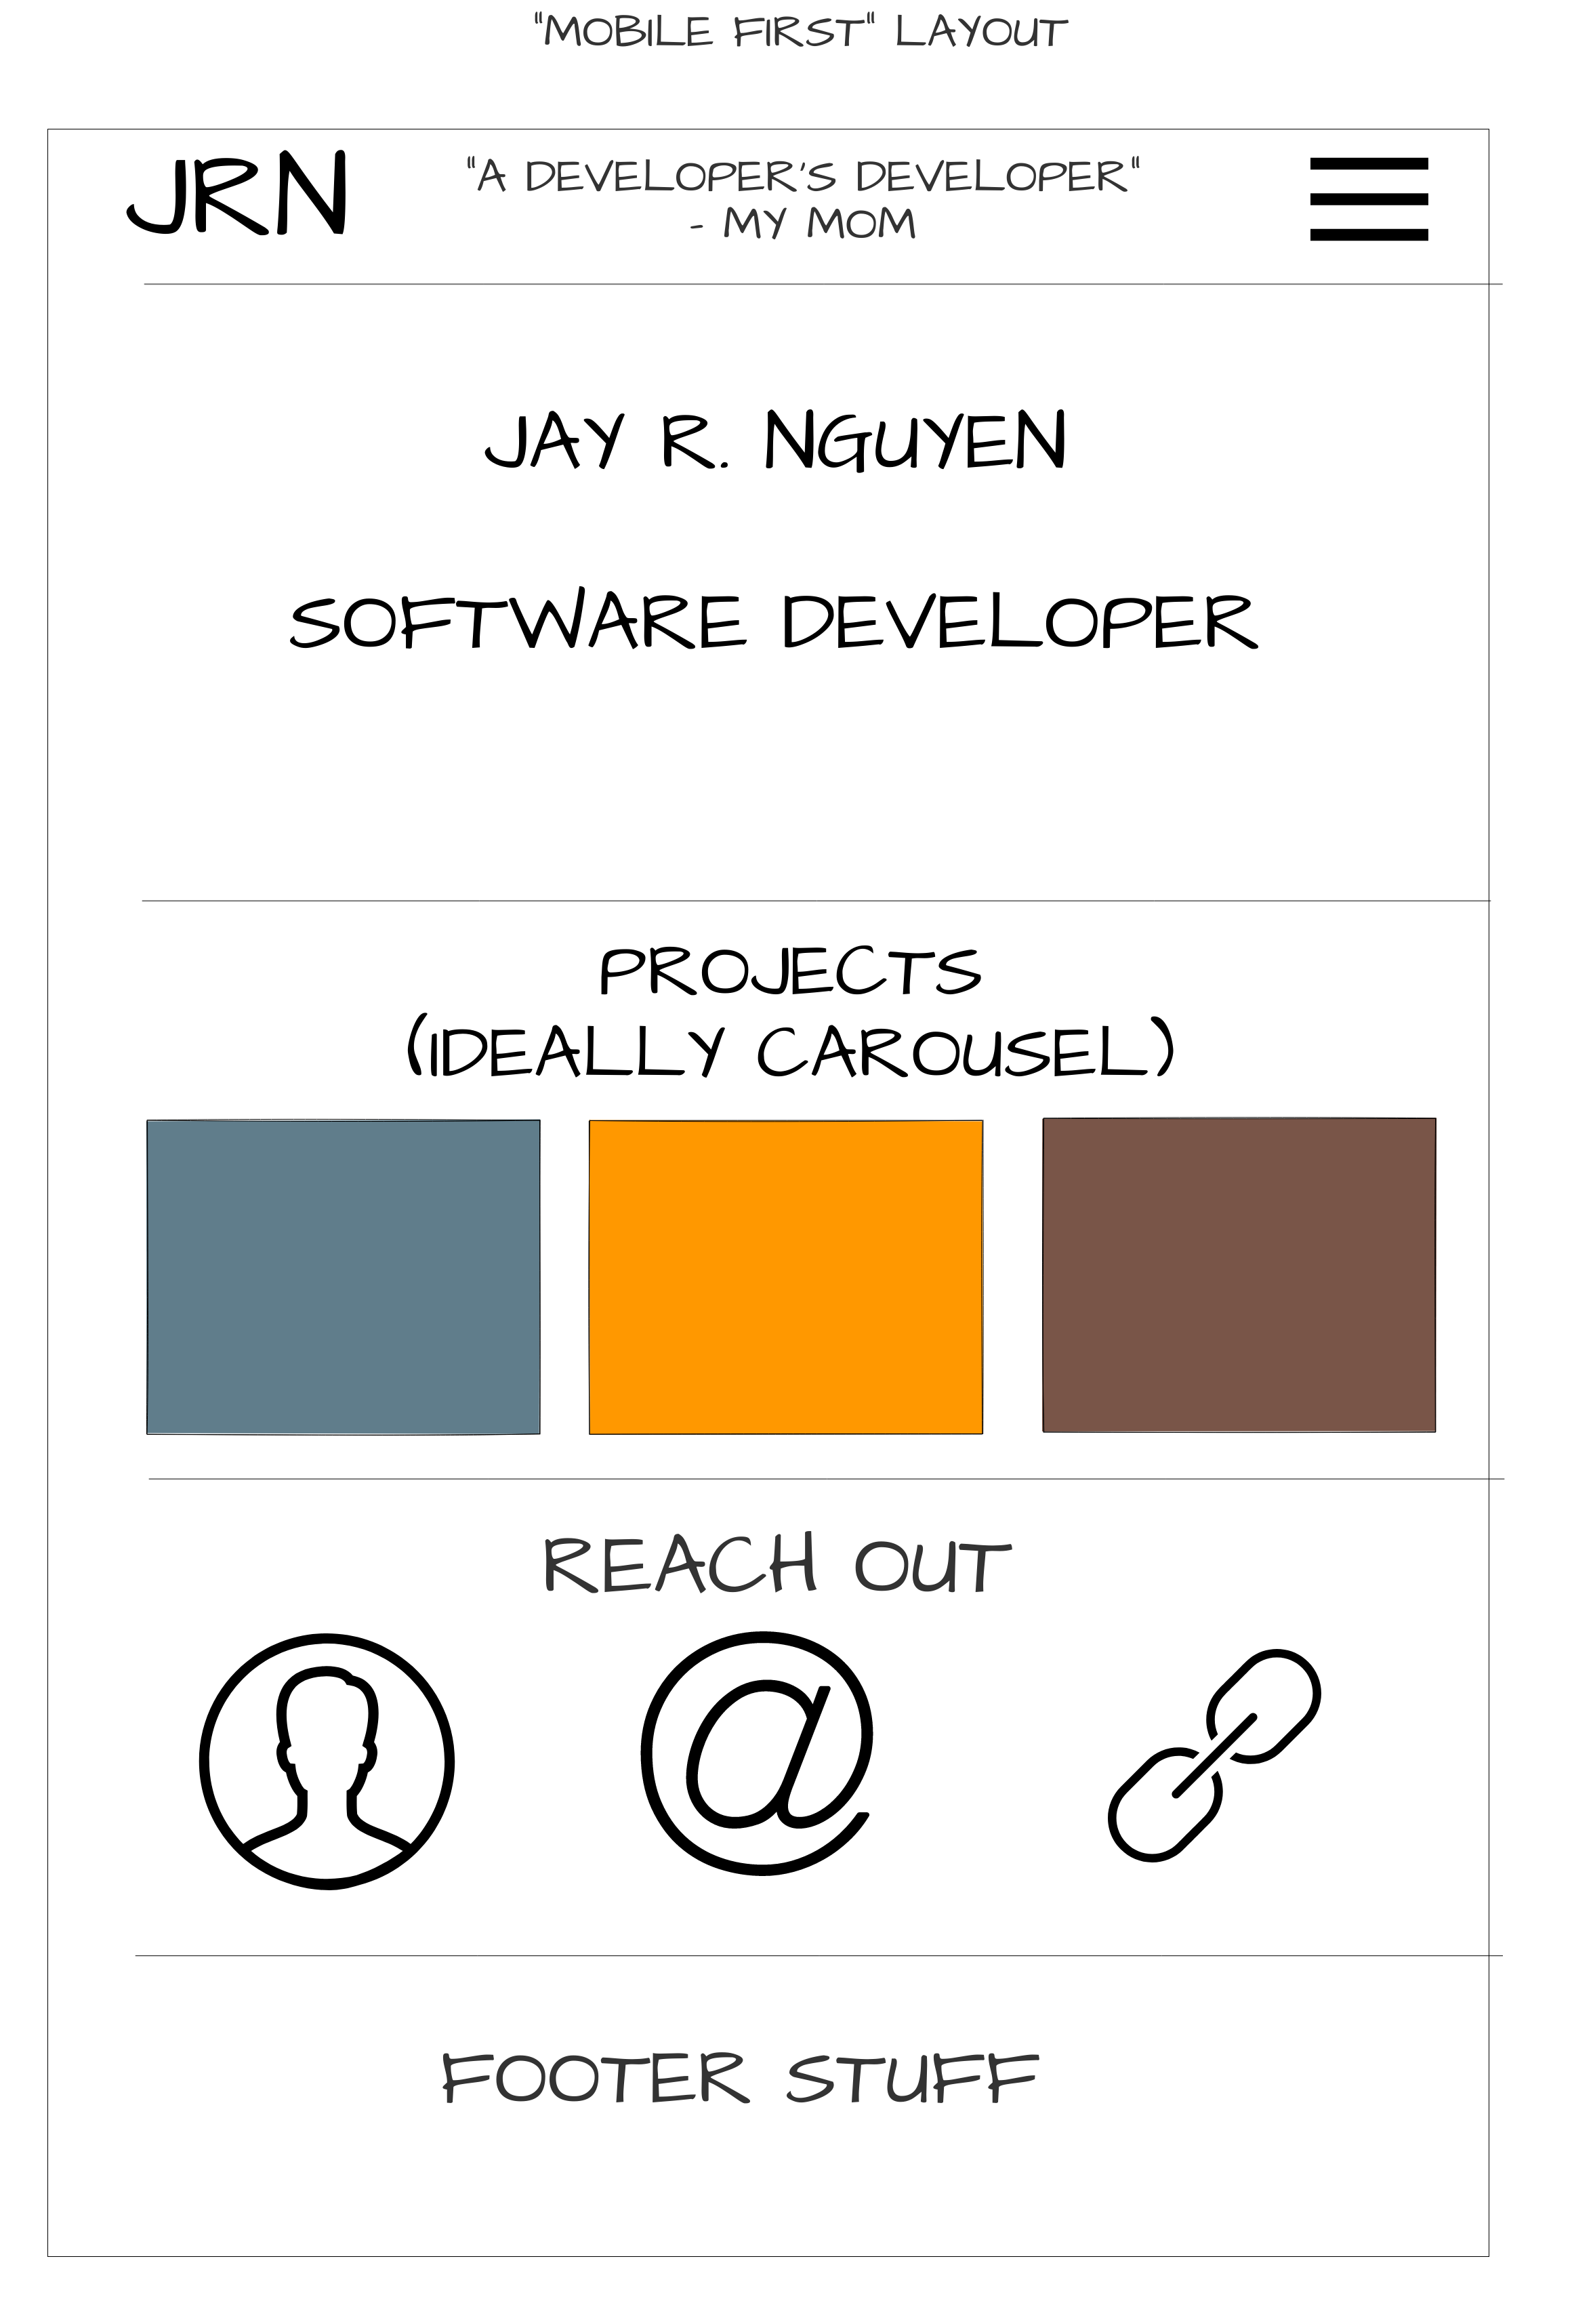 "MOBILE FIRST" LAYOUT
JRN
"A DEVELOPER'S DEVELOPER"
- MY MOM
JAY R. NGUYEN
SOFTWARE DEVELOPER
PROJECTS
(IDEALLY CAROUSEL)
REACH OUT
@
FOOTER STUFF